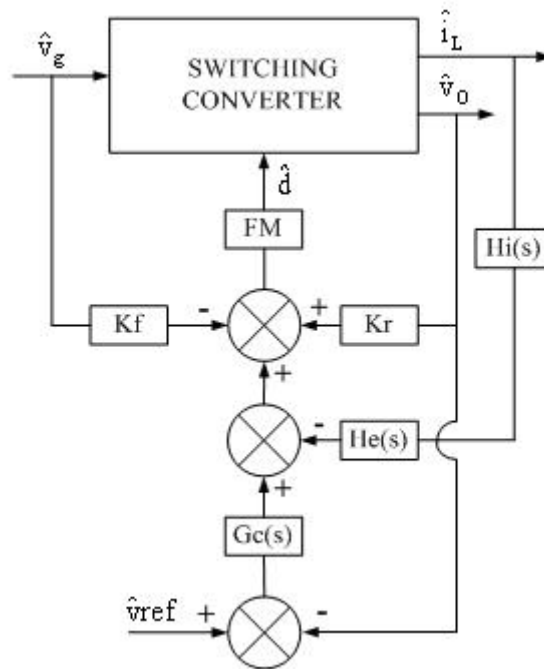 v̂g
SWITCHING
CONVERTER
îL
v̂O
d̂
FM
Hi(s)
Kf
-
+
Kr
+
-
He(s)
+
Gc(s)
v̂ref
+
-